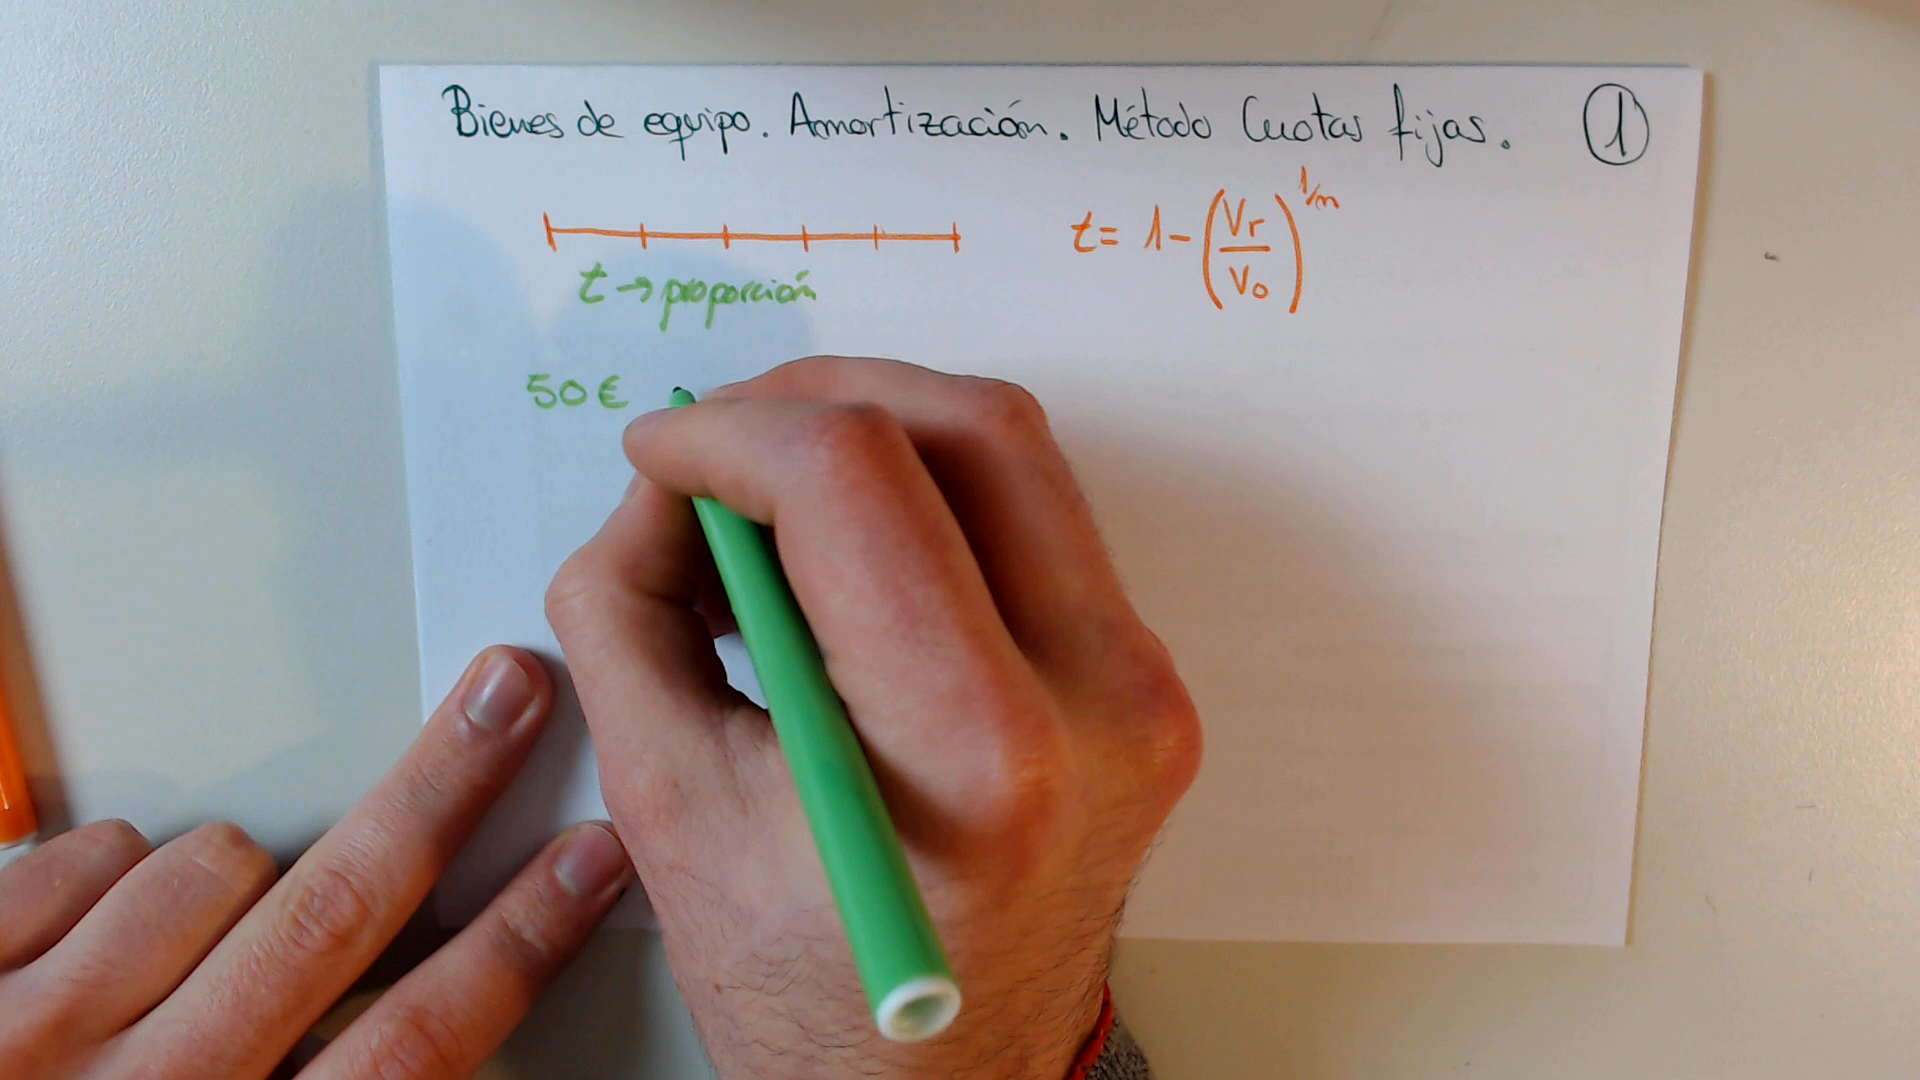 Bienes de equipo. Amortización. Método Cuotas fijas. 1
t = 1 - (Vr/Vo)^1/n
t → proporción
50 €